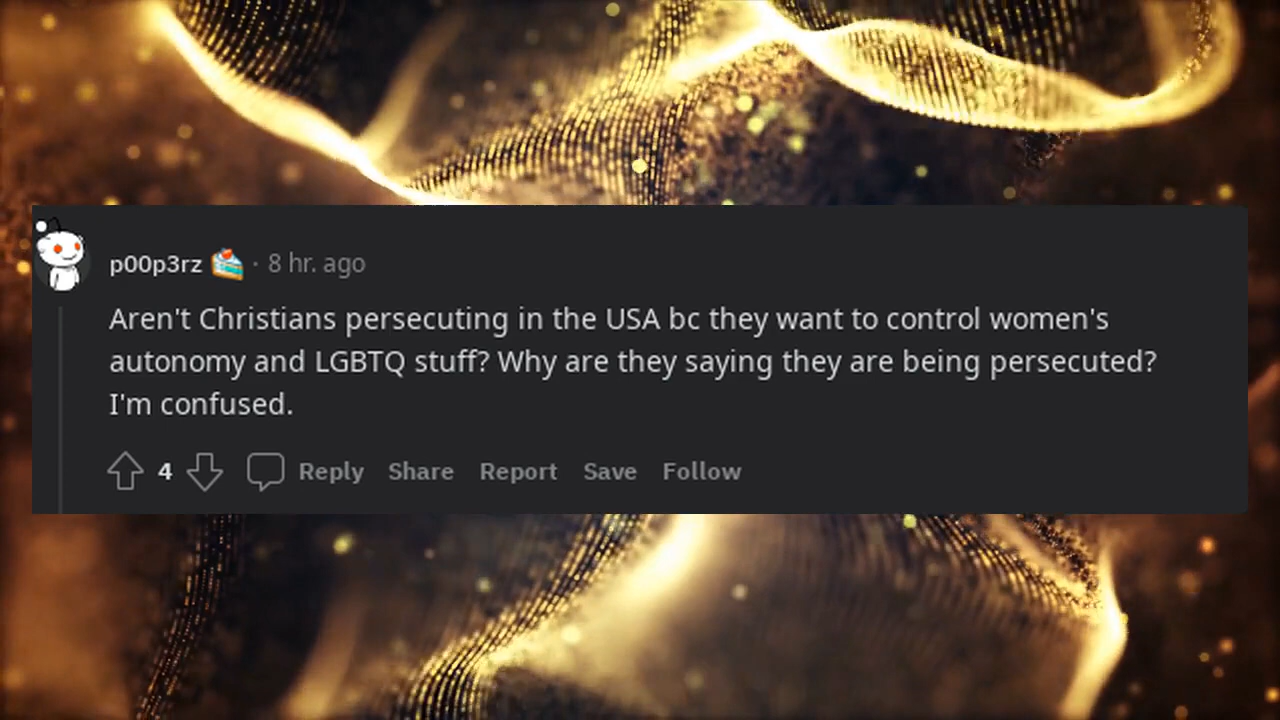 p00p3rz · 8 hr. ago
Aren't Christians persecuting in the USA bc they want to control women's
autonomy and LGBTQ stuff? Why are they saying they are being persecuted?
I'm confused.
4 Reply Share Report Save Follow